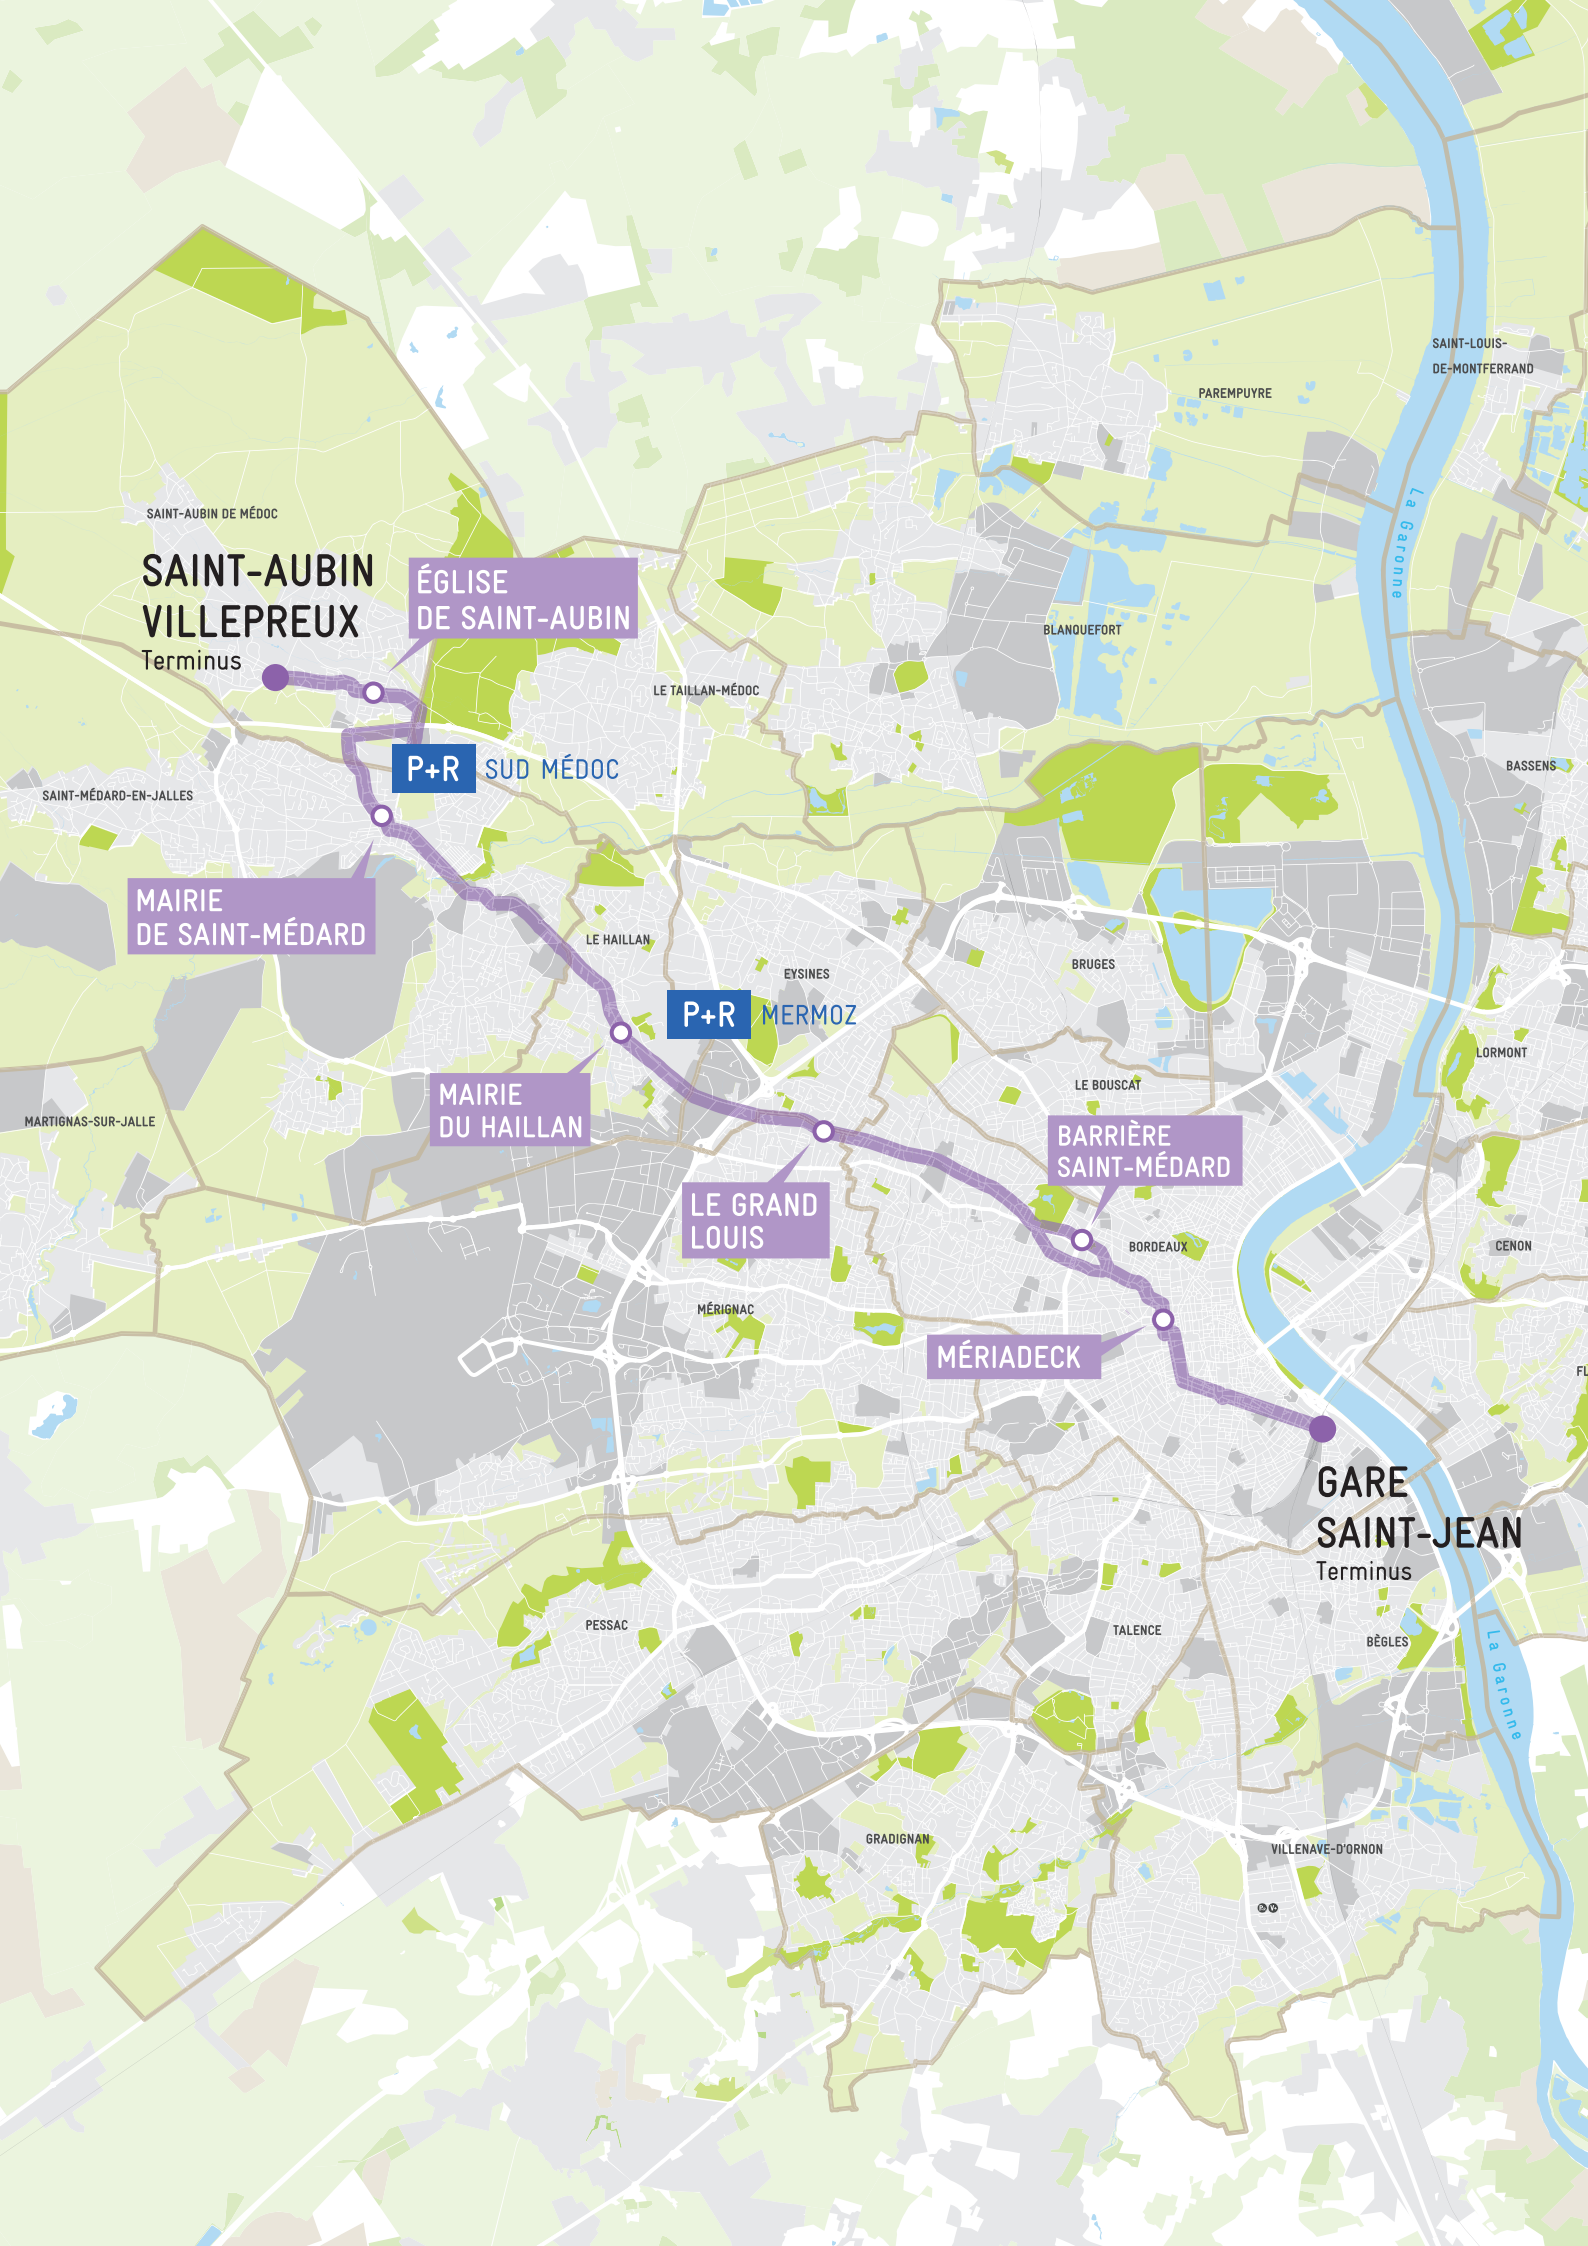 SAINT-LOUIS-
DE-MONTFERRAND
PAREMPUYRE
La Garonne
SAINT-AUBIN DE MÉDOC
SAINT-AUBIN
VILLEPREUX
Terminus
ÉGLISE
DE SAINT-AUBIN
BLANQUEFORT
LE TAILLAN-MÉDOC
P+R SUD MÉDOC
BASSENS
SAINT-MÉDARD-EN-JALLES
MAIRIE
DE SAINT-MÉDARD
LE HAILLAN
EYSINES
BRUGES
P+R MERMOZ
LORMONT
LE BOUSCAT
MAIRIE
DU HAILLAN
MARTIGNAS-SUR-JALLE
BARRIÈRE
SAINT-MÉDARD
LE GRAND
LOUIS
BORDEAUX
CENON
MÉRIGNAC
MÉRIADECK
FL
GARE
SAINT-JEAN
Terminus
PESSAC
TALENCE
BÈGLES
La Garonne
GRADIGNAN
VILLENAVE-D'ORNON